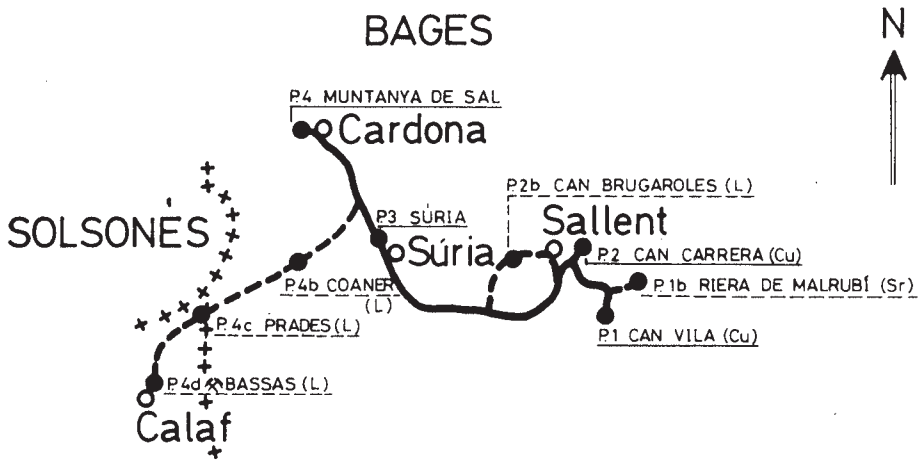 BAGES
N
P.4 MUNTANYA DE SAL
Cardona
P.2b CAN BRUGAROLES (L)
SOLSONÉS
P.3 SÚRIA
Sallent
Súria
P.2 CAN CARRERA (Cu)
P.4b COANER
(L)
P.1b RIERA DE MALRUBÍ (Sr)
P.4c PRADES (L)
P.1 CAN VILA (Cu)
P.4d BASSAS (L)
Calaf